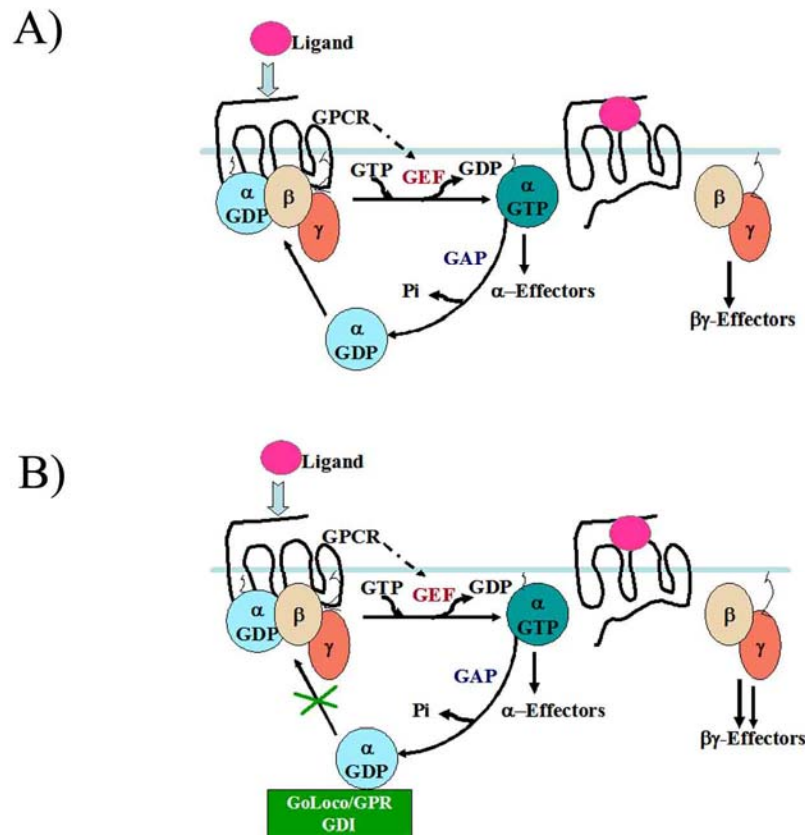 A)
Ligand
GPCR
GTP GEF GDP
α
GDP
β
γ
α
GTP
GAP
Pi
α–Effectors
α
GDP
β
γ
βγ-Effectors
B)
Ligand
GPCR
GTP GEF GDP
α
GDP
β
γ
α
GTP
GAP
Pi
α–Effectors
α
GDP
GoLoco/GPR
GDI
β
γ
βγ-Effectors